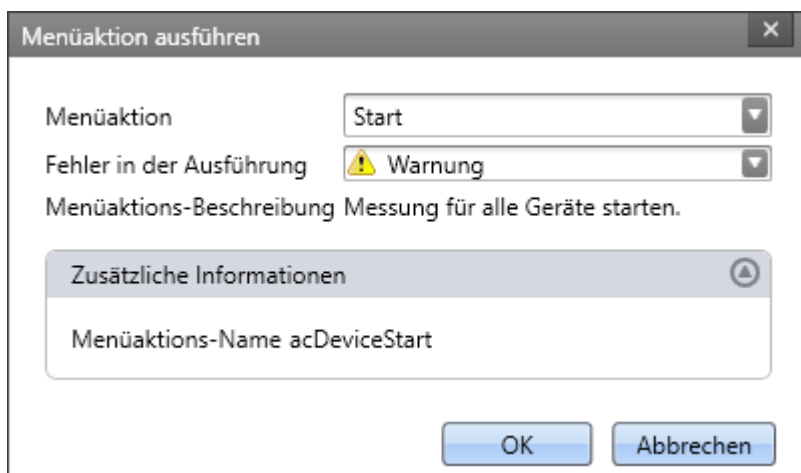 Menüaktion ausführen
Menüaktion Start
Fehler in der Ausführung Warnung
Menüaktions-Beschreibung Messung für alle Geräte starten.
Zusätzliche Informationen
Menüaktions-Name acDeviceStart
OK Abbrechen